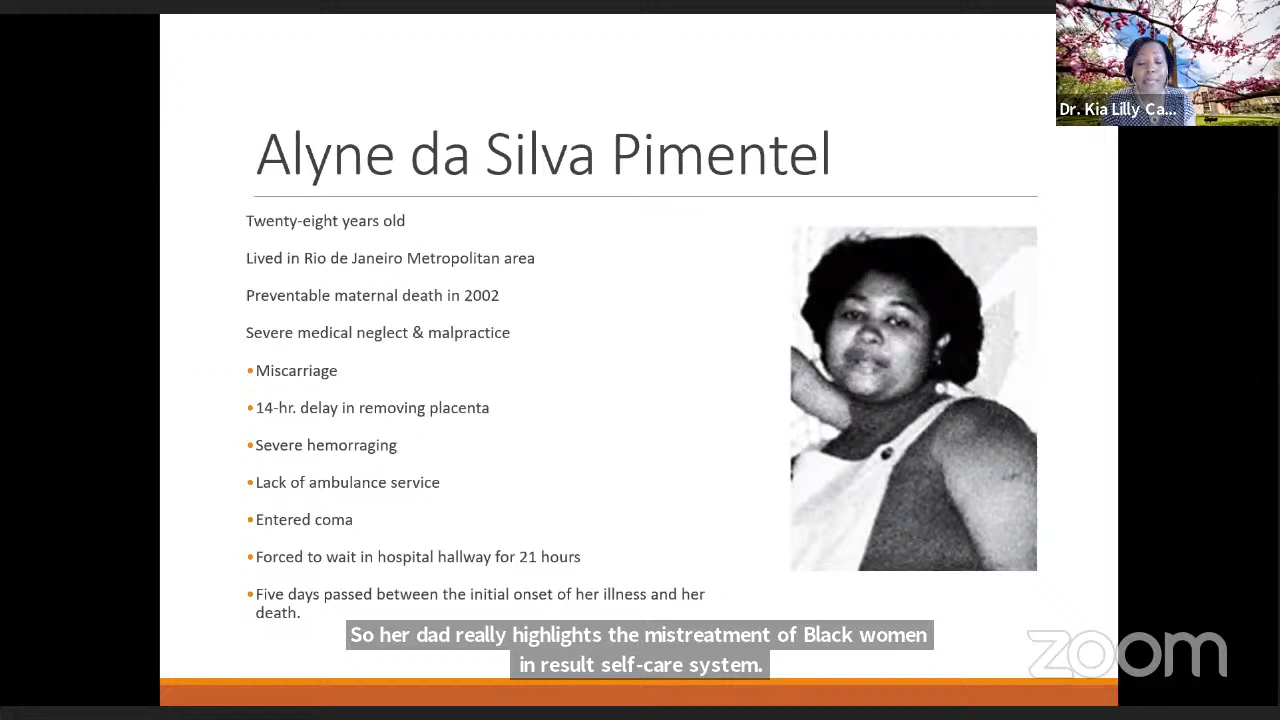 Dr. Kia Lilly Ca...
Alyne da Silva Pimentel
Twenty-eight years old
Lived in Rio de Janeiro Metropolitan area
Preventable maternal death in 2002
Severe medical neglect & malpractice
•Miscarriage
•14-hr. delay in removing placenta
•Severe hemorraging
•Lack of ambulance service
•Entered coma
•Forced to wait in hospital hallway for 21 hours
•Five days passed between the initial onset of her illness and her
death.
So her dad really highlights the mistreatment of Black women
in result self-care system.
zoom